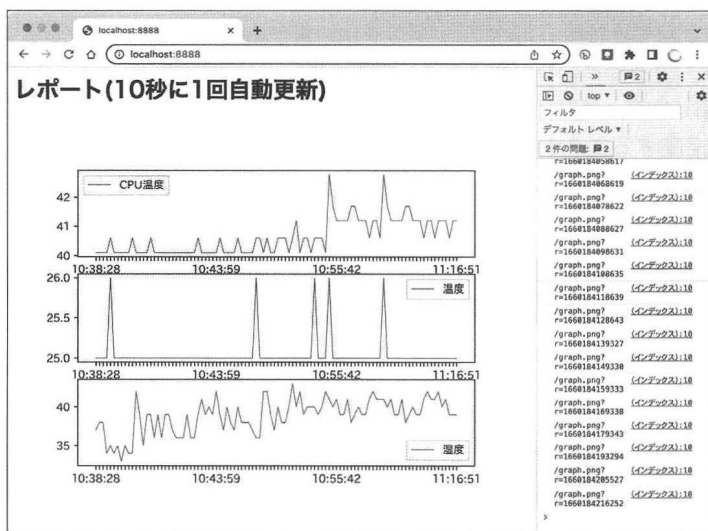 localhost:8888
localhost:8888
レポート(10秒に1回自動更新)
CPU温度
42
41
40
10:38:28
10:43:59
10:55:42
11:16:51
温度
26.0
25.5
25.0
10:38:28
10:43:59
10:55:42
11:16:51
湿度
40
35
10:38:28
10:43:59
10:55:42
11:16:51
2
top
フィルタ
デフォルト レベル
2 件の問題: 2
r=1660184058617
/graph.png? (インデックス):10
r=1660184068619
/graph.png? (インデックス):10
r=1660184078622
/graph.png? (インデックス):10
r=1660184088627
/graph.png? (インデックス):10
r=1660184098631
/graph.png? (インデックス):10
r=1660184108635
/graph.png? (インデックス):10
r=1660184118639
/graph.png? (インデックス):10
r=1660184128643
/graph.png? (インデックス):10
r=1660184139327
/graph.png? (インデックス):10
r=1660184149330
/graph.png? (インデックス):10
r=1660184159333
/graph.png? (インデックス):10
r=1660184169338
/graph.png? (インデックス):10
r=1660184179343
/graph.png? (インデックス):10
r=1660184193294
/graph.png? (インデックス):10
r=1660184205527
/graph.png? (インデックス):10
r=1660184216252